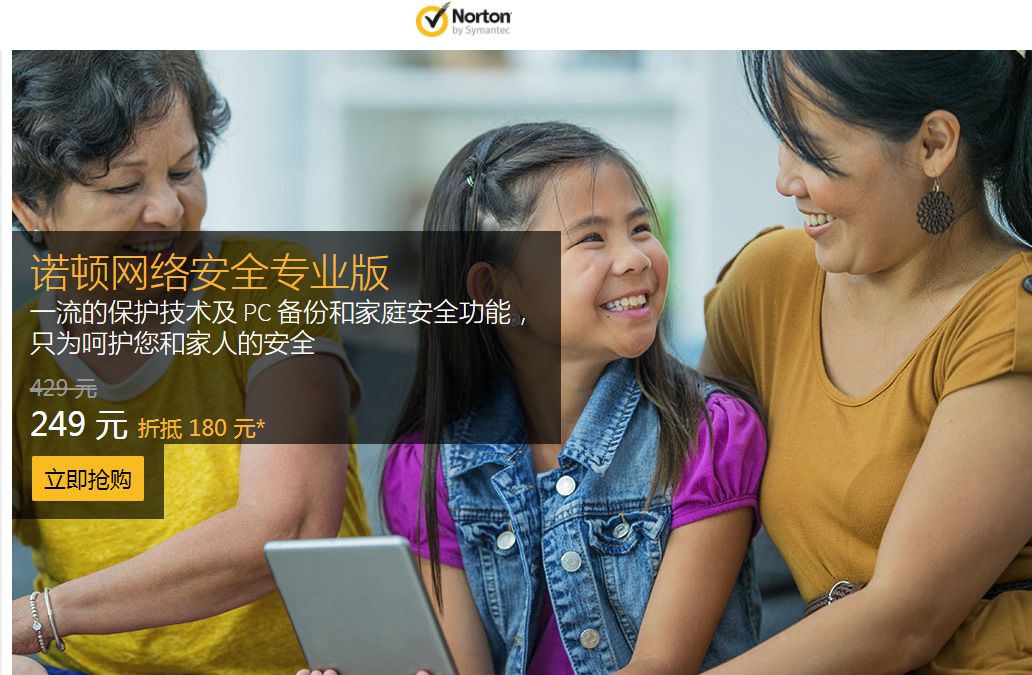 Norton
by Symantec
诺顿网络安全专业版
一流的保护技术及 PC 备份和家庭安全功能，
只为呵护您和家人的安全
429 元
249 元 折抵 180 元*
立即抢购